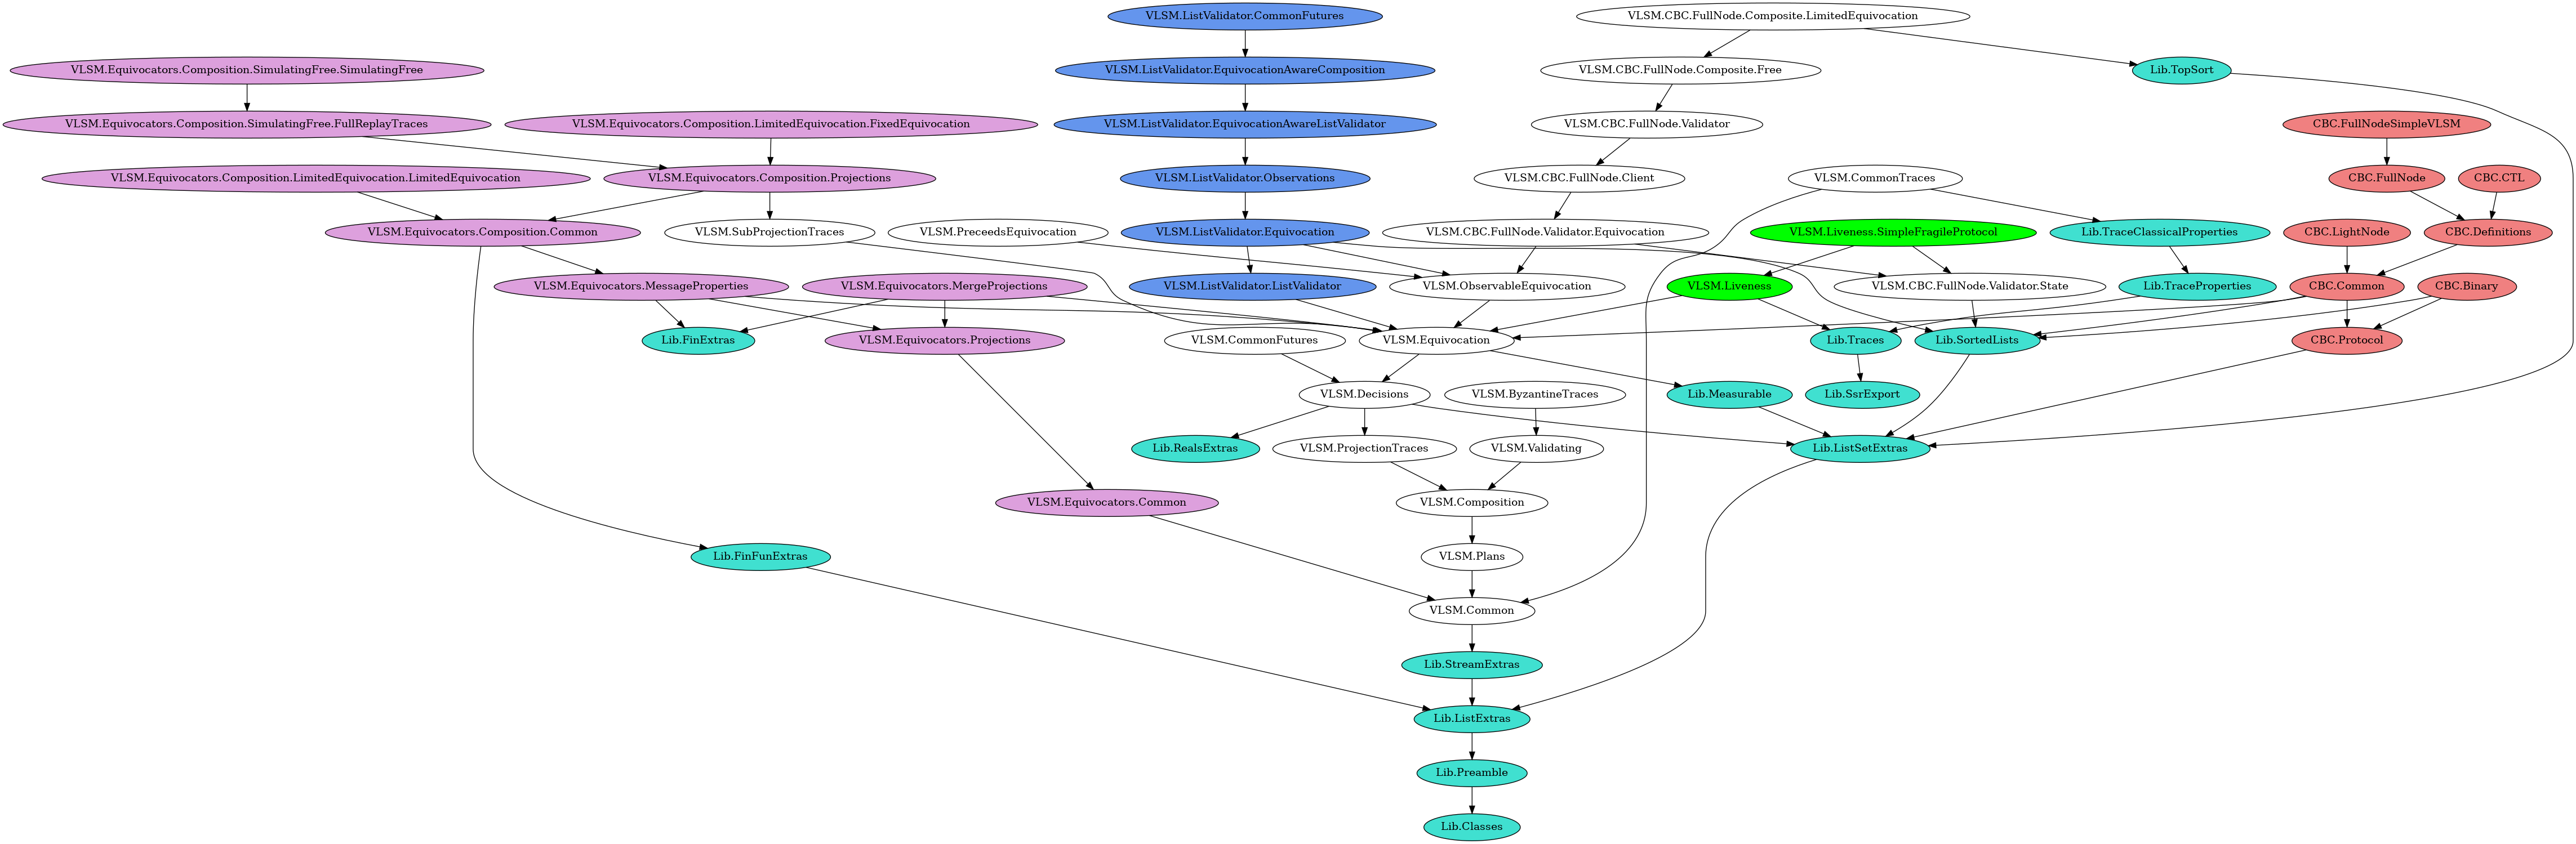 VLSM.ListValidator.CommonFutures
VLSM.CBC.FullNode.Composite.LimitedEquivocation
VLSM.Equivocators.Composition.SimulatingFree.SimulatingFree
VLSM.ListValidator.EquivocationAwareComposition
VLSM.CBC.FullNode.Composite.Free
Lib.TopSort
VLSM.Equivocators.Composition.SimulatingFree.FullReplayTraces
VLSM.Equivocators.Composition.LimitedEquivocation.FixedEquivocation
VLSM.ListValidator.EquivocationAwareListValidator
VLSM.CBC.FullNode.Validator
CBC.FullNodeSimpleVLSM
VLSM.Equivocators.Composition.LimitedEquivocation.LimitedEquivocation
VLSM.Equivocators.Composition.Projections
VLSM.ListValidator.Observations
VLSM.CBC.FullNode.Client
VLSM.CommonTraces
CBC.FullNode
CBC.CTL
VLSM.Equivocators.Composition.Common
VLSM.SubProjectionTraces
VLSM.PreceedsEquivocation
VLSM.ListValidator.Equivocation
VLSM.CBC.FullNode.Validator.Equivocation
VLSM.Liveness.SimpleFragileProtocol
Lib.TraceClassicalProperties
CBC.LightNode
CBC.Definitions
VLSM.Equivocators.MessageProperties
VLSM.Equivocators.MergeProjections
VLSM.ListValidator.ListValidator
VLSM.ObservableEquivocation
VLSM.Liveness
VLSM.CBC.FullNode.Validator.State
Lib.TraceProperties
CBC.Common
CBC.Binary
Lib.FinExtras
VLSM.Equivocators.Projections
VLSM.CommonFutures
VLSM.Equivocation
Lib.Traces
Lib.SortedLists
CBC.Protocol
VLSM.Decisions
VLSM.ByzantineTraces
Lib.Measurable
Lib.SsrExport
Lib.RealsExtras
VLSM.ProjectionTraces
VLSM.Validating
Lib.ListSetExtras
VLSM.Equivocators.Common
VLSM.Composition
Lib.FinFunExtras
VLSM.Plans
VLSM.Common
Lib.StreamExtras
Lib.ListExtras
Lib.Preamble
Lib.Classes